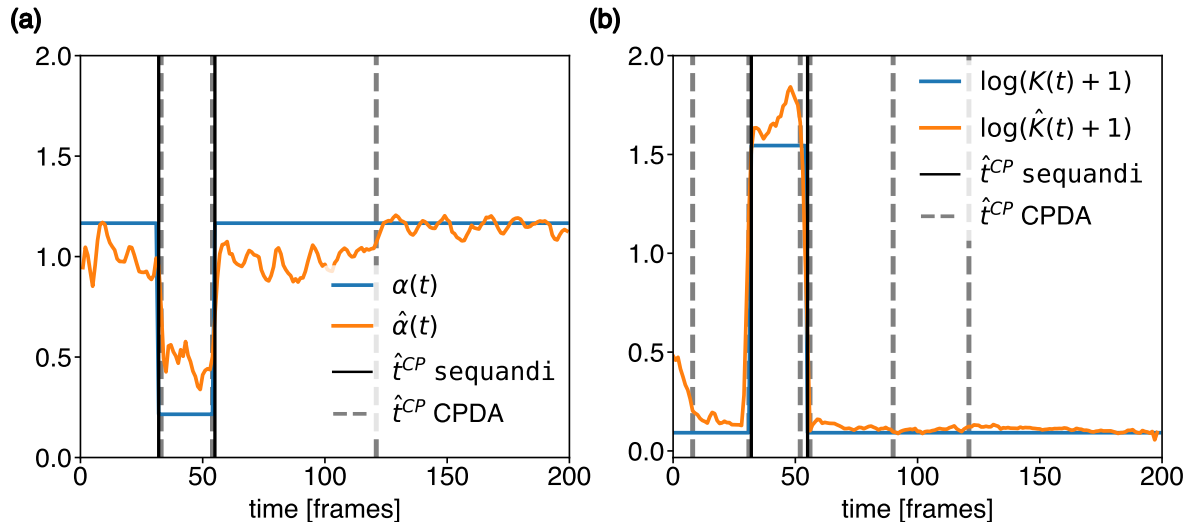 (a)
2.0
1.5
1.0
0.5
0.0
0
50
100
150
200
time [frames]
α(t)
α̂(t)
t̂^CP sequandi
t̂^CP CPDA
(b)
2.0
1.5
1.0
0.5
0.0
0
50
100
150
200
time [frames]
log(K(t) + 1)
log(K̂(t) + 1)
t̂^CP sequandi
t̂^CP CPDA